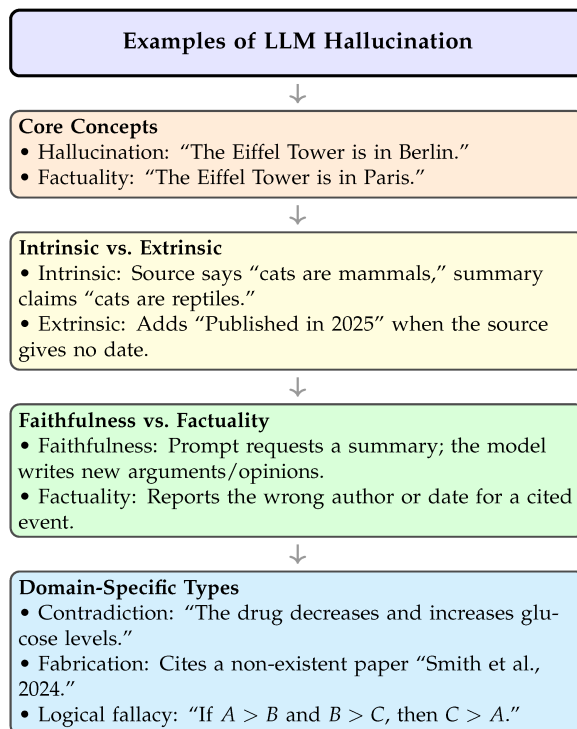 Examples of LLM Hallucination
Core Concepts
• Hallucination: “The Eiffel Tower is in Berlin.”
• Factuality: “The Eiffel Tower is in Paris.”
Intrinsic vs. Extrinsic
• Intrinsic: Source says “cats are mammals,” summary
claims “cats are reptiles.”
• Extrinsic: Adds “Published in 2025” when the source
gives no date.
Faithfulness vs. Factuality
• Faithfulness: Prompt requests a summary; the model
writes new arguments/opinions.
• Factuality: Reports the wrong author or date for a cited
event.
Domain-Specific Types
• Contradiction: “The drug decreases and increases glu-
cose levels.”
• Fabrication: Cites a non-existent paper “Smith et al.,
2024.”
• Logical fallacy: “If A > B and B > C, then C > A.”